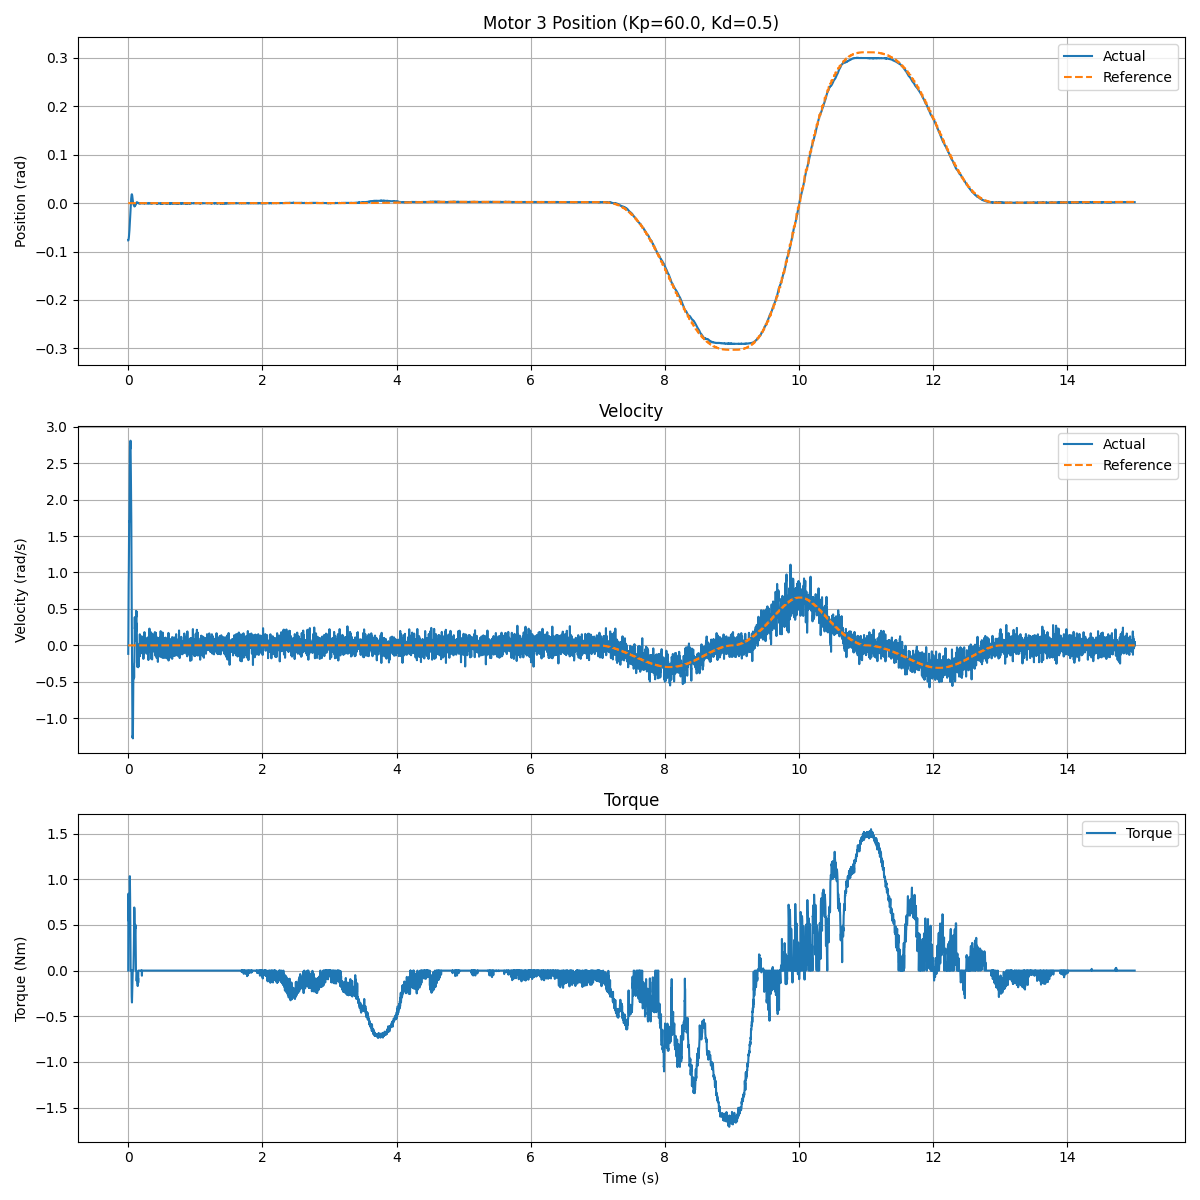 Motor 3 Position (Kp=60.0, Kd=0.5)
Position (rad)
0.3
0.2
0.1
0.0
−0.1
−0.2
−0.3
Actual
Reference
0 2 4 6 8 10 12 14
Velocity
Velocity (rad/s)
3.0
2.5
2.0
1.5
1.0
0.5
0.0
−0.5
−1.0
Actual
Reference
0 2 4 6 8 10 12 14
Torque
Torque (Nm)
1.5
1.0
0.5
0.0
−0.5
−1.0
−1.5
Torque
0 2 4 6 8 10 12 14
Time (s)